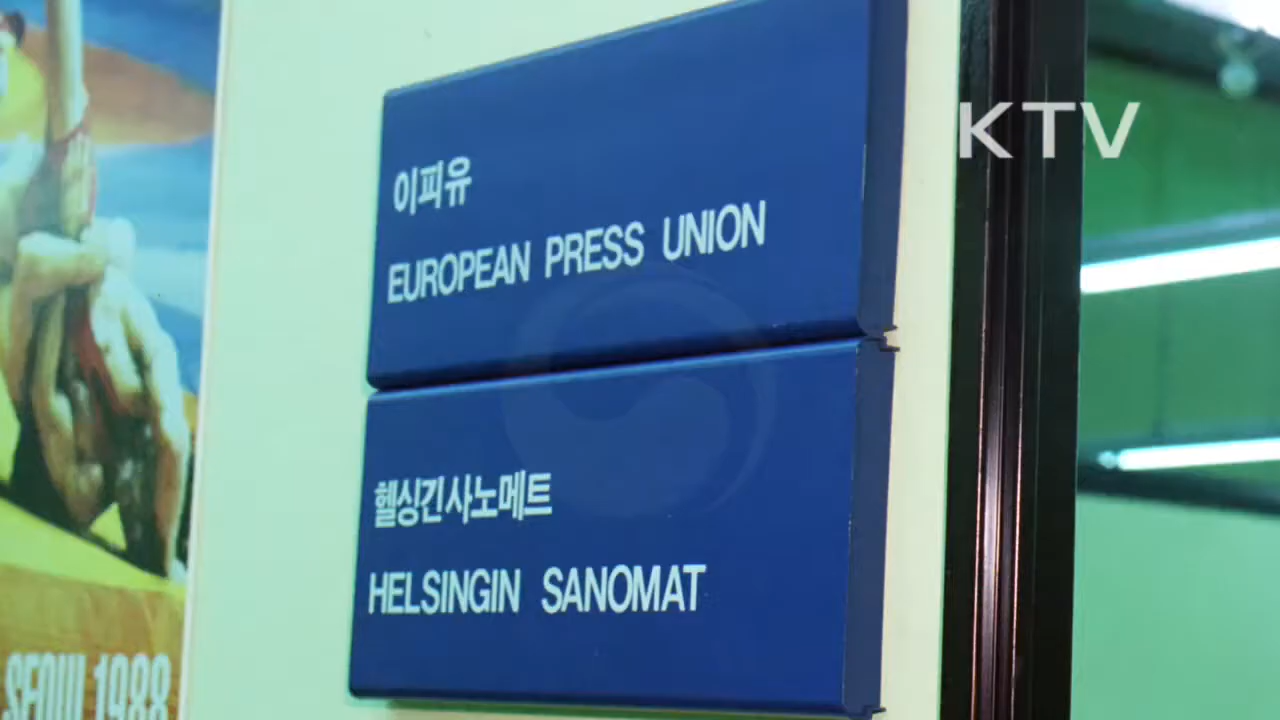 KTV
이피유
EUROPEAN PRESS UNION
헬싱긴사노메트
HELSINGIN SANOMAT
SEOUL 1988